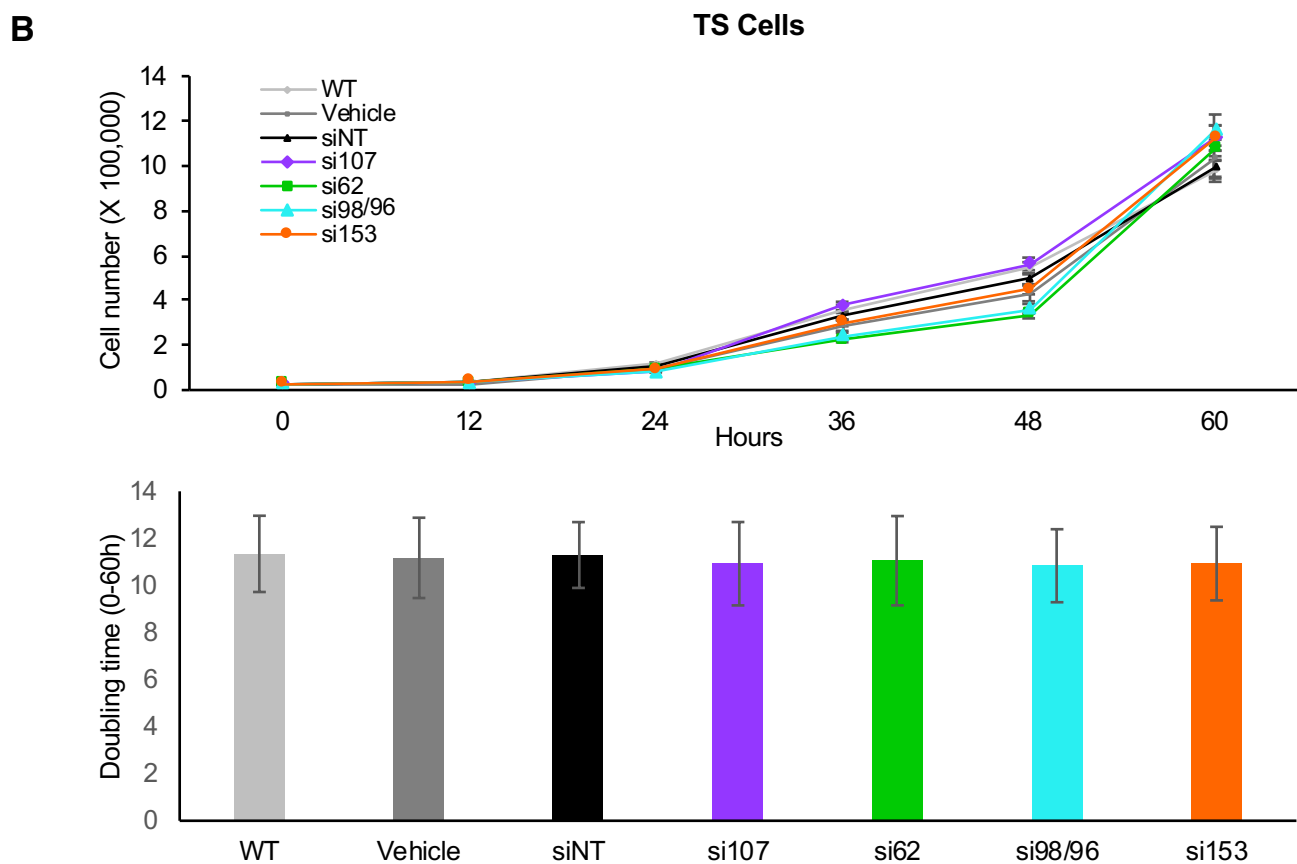 B
TS Cells
Cell number (X 100,000)
14
12
10
8
6
4
2
0
WT
Vehicle
siNT
si107
si62
si98/96
si153
0 12 24 36 48 60
Hours
Doubling time (0-60h)
14
12
10
8
6
4
2
0
WT Vehicle siNT si107 si62 si98/96 si153